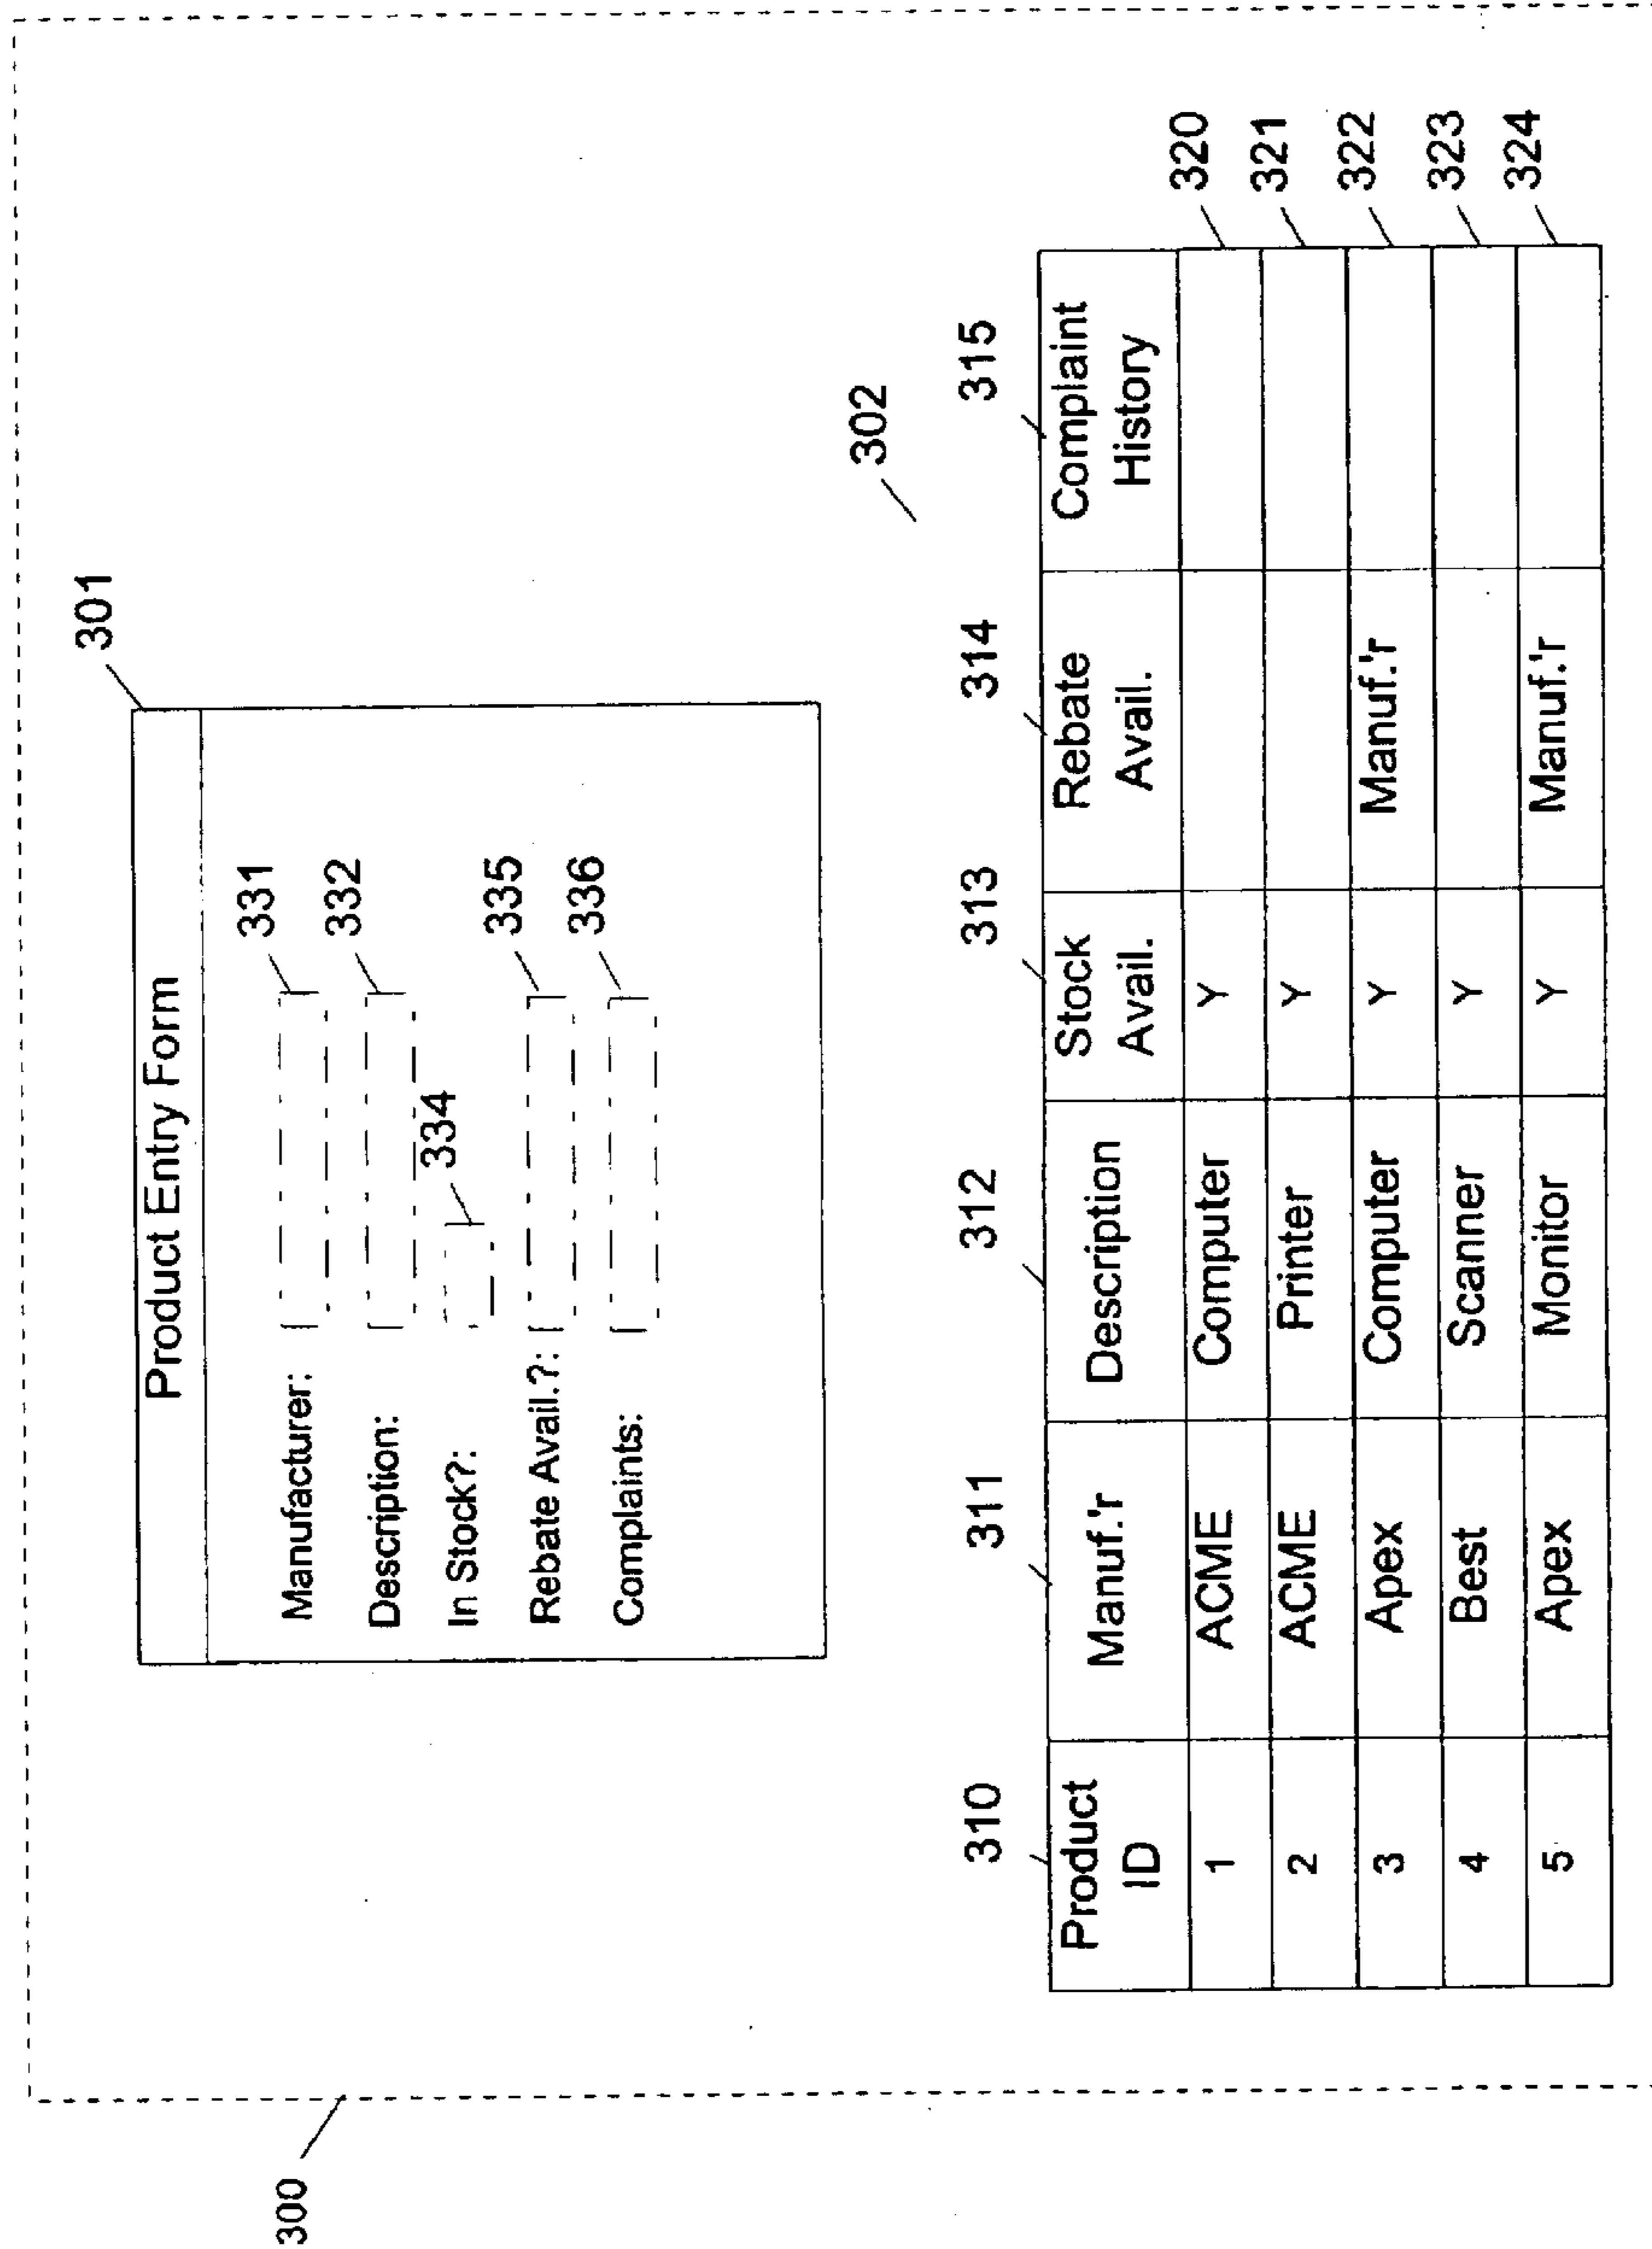 300
301
Product Entry Form
Manufacturer: 331
Description: 332
In Stock?: 334
Rebate Avail.?: 335
Complaints: 336
302
310 311 312 313 314 315
Product ID Manuf.'r Description Stock Avail. Rebate Avail. Complaint History
1 ACME Computer Y 320
2 ACME Printer Y 321
3 Apex Computer Y Manuf.'r 322
4 Best Scanner Y 323
5 Apex Monitor Y Manuf.'r 324